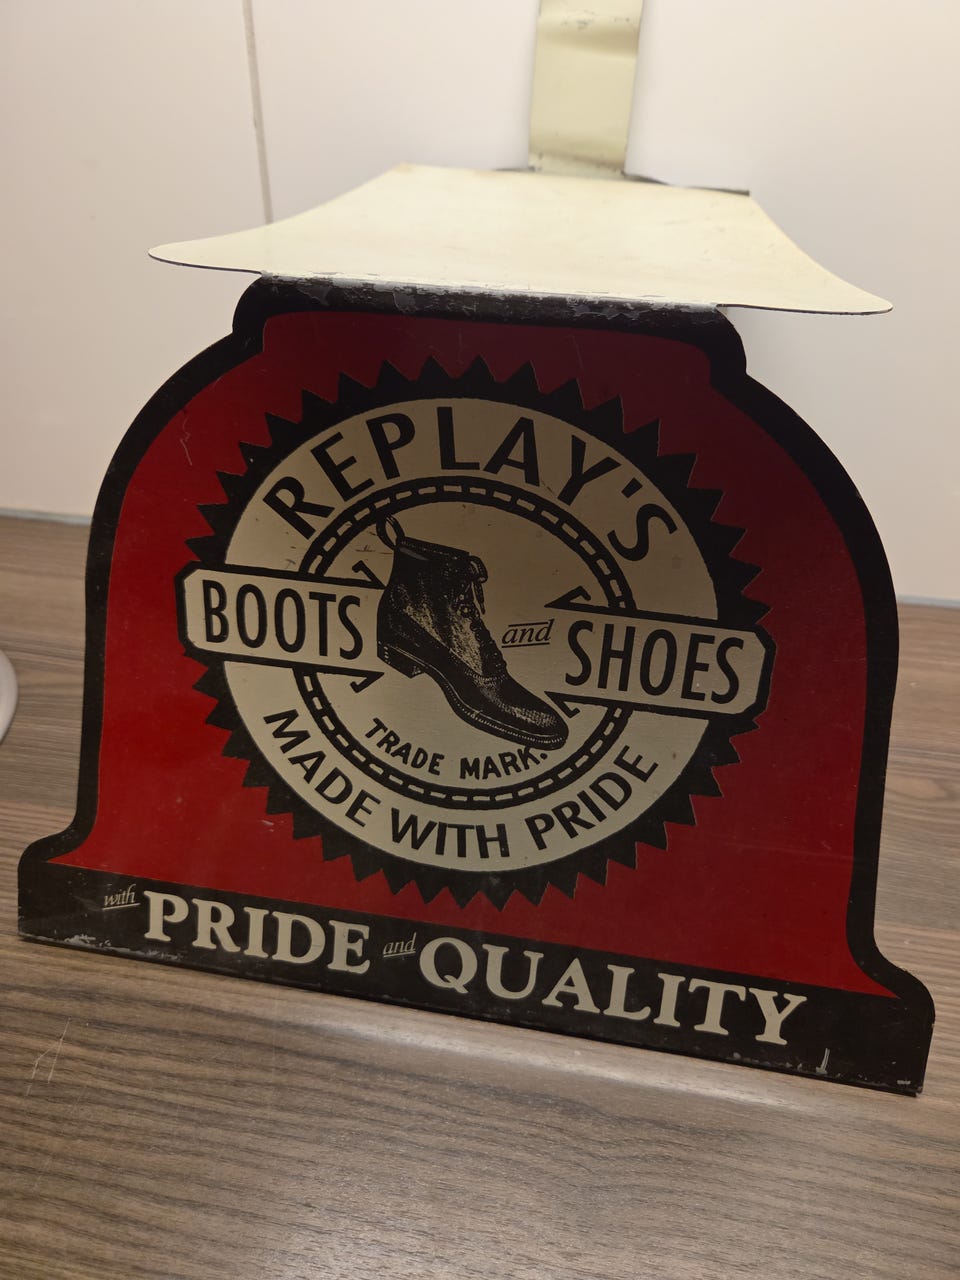 REPLAY'S
BOOTS and SHOES
TRADE MARK.
MADE WITH PRIDE
with PRIDE and QUALITY